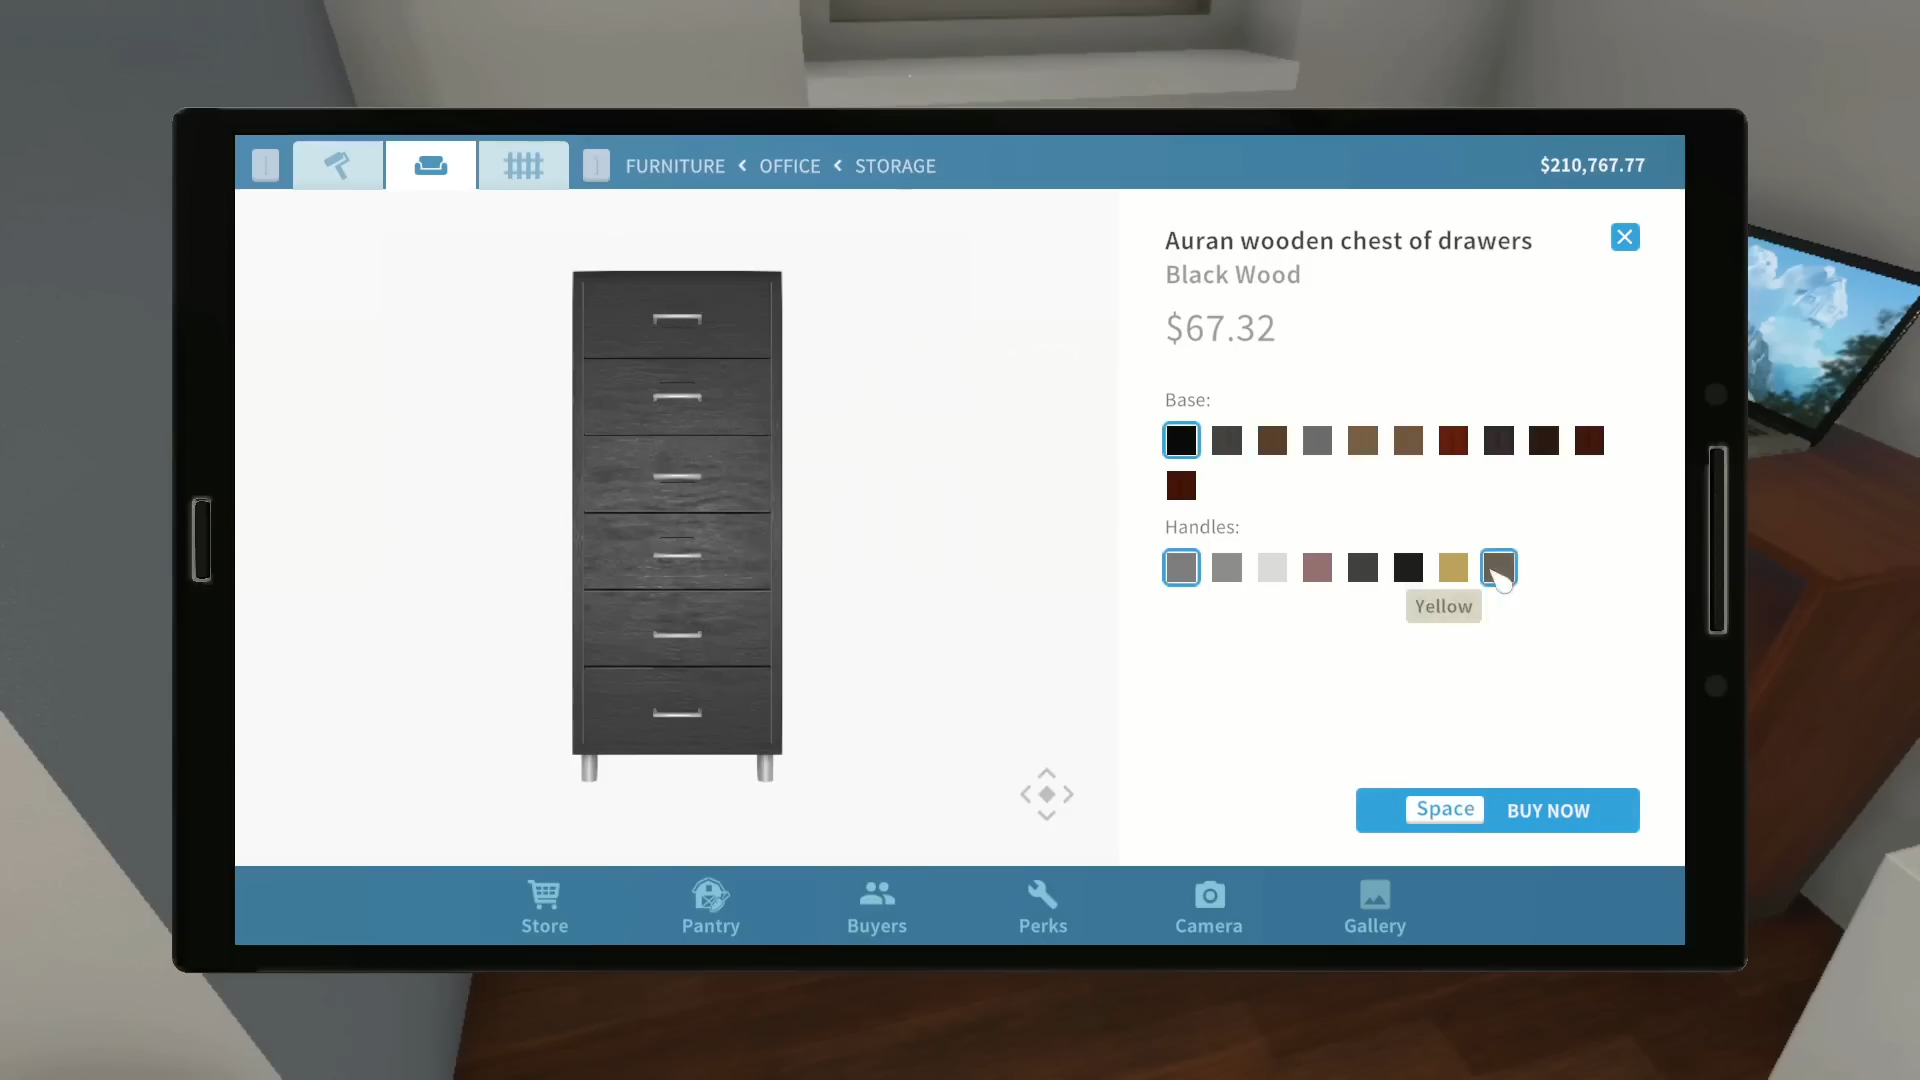 FURNITURE < OFFICE < STORAGE
$210,767.77
Auran wooden chest of drawers
Black Wood
$67.32
Base:
Handles:
Yellow
Space BUY NOW
Store Pantry Buyers Perks Camera Gallery